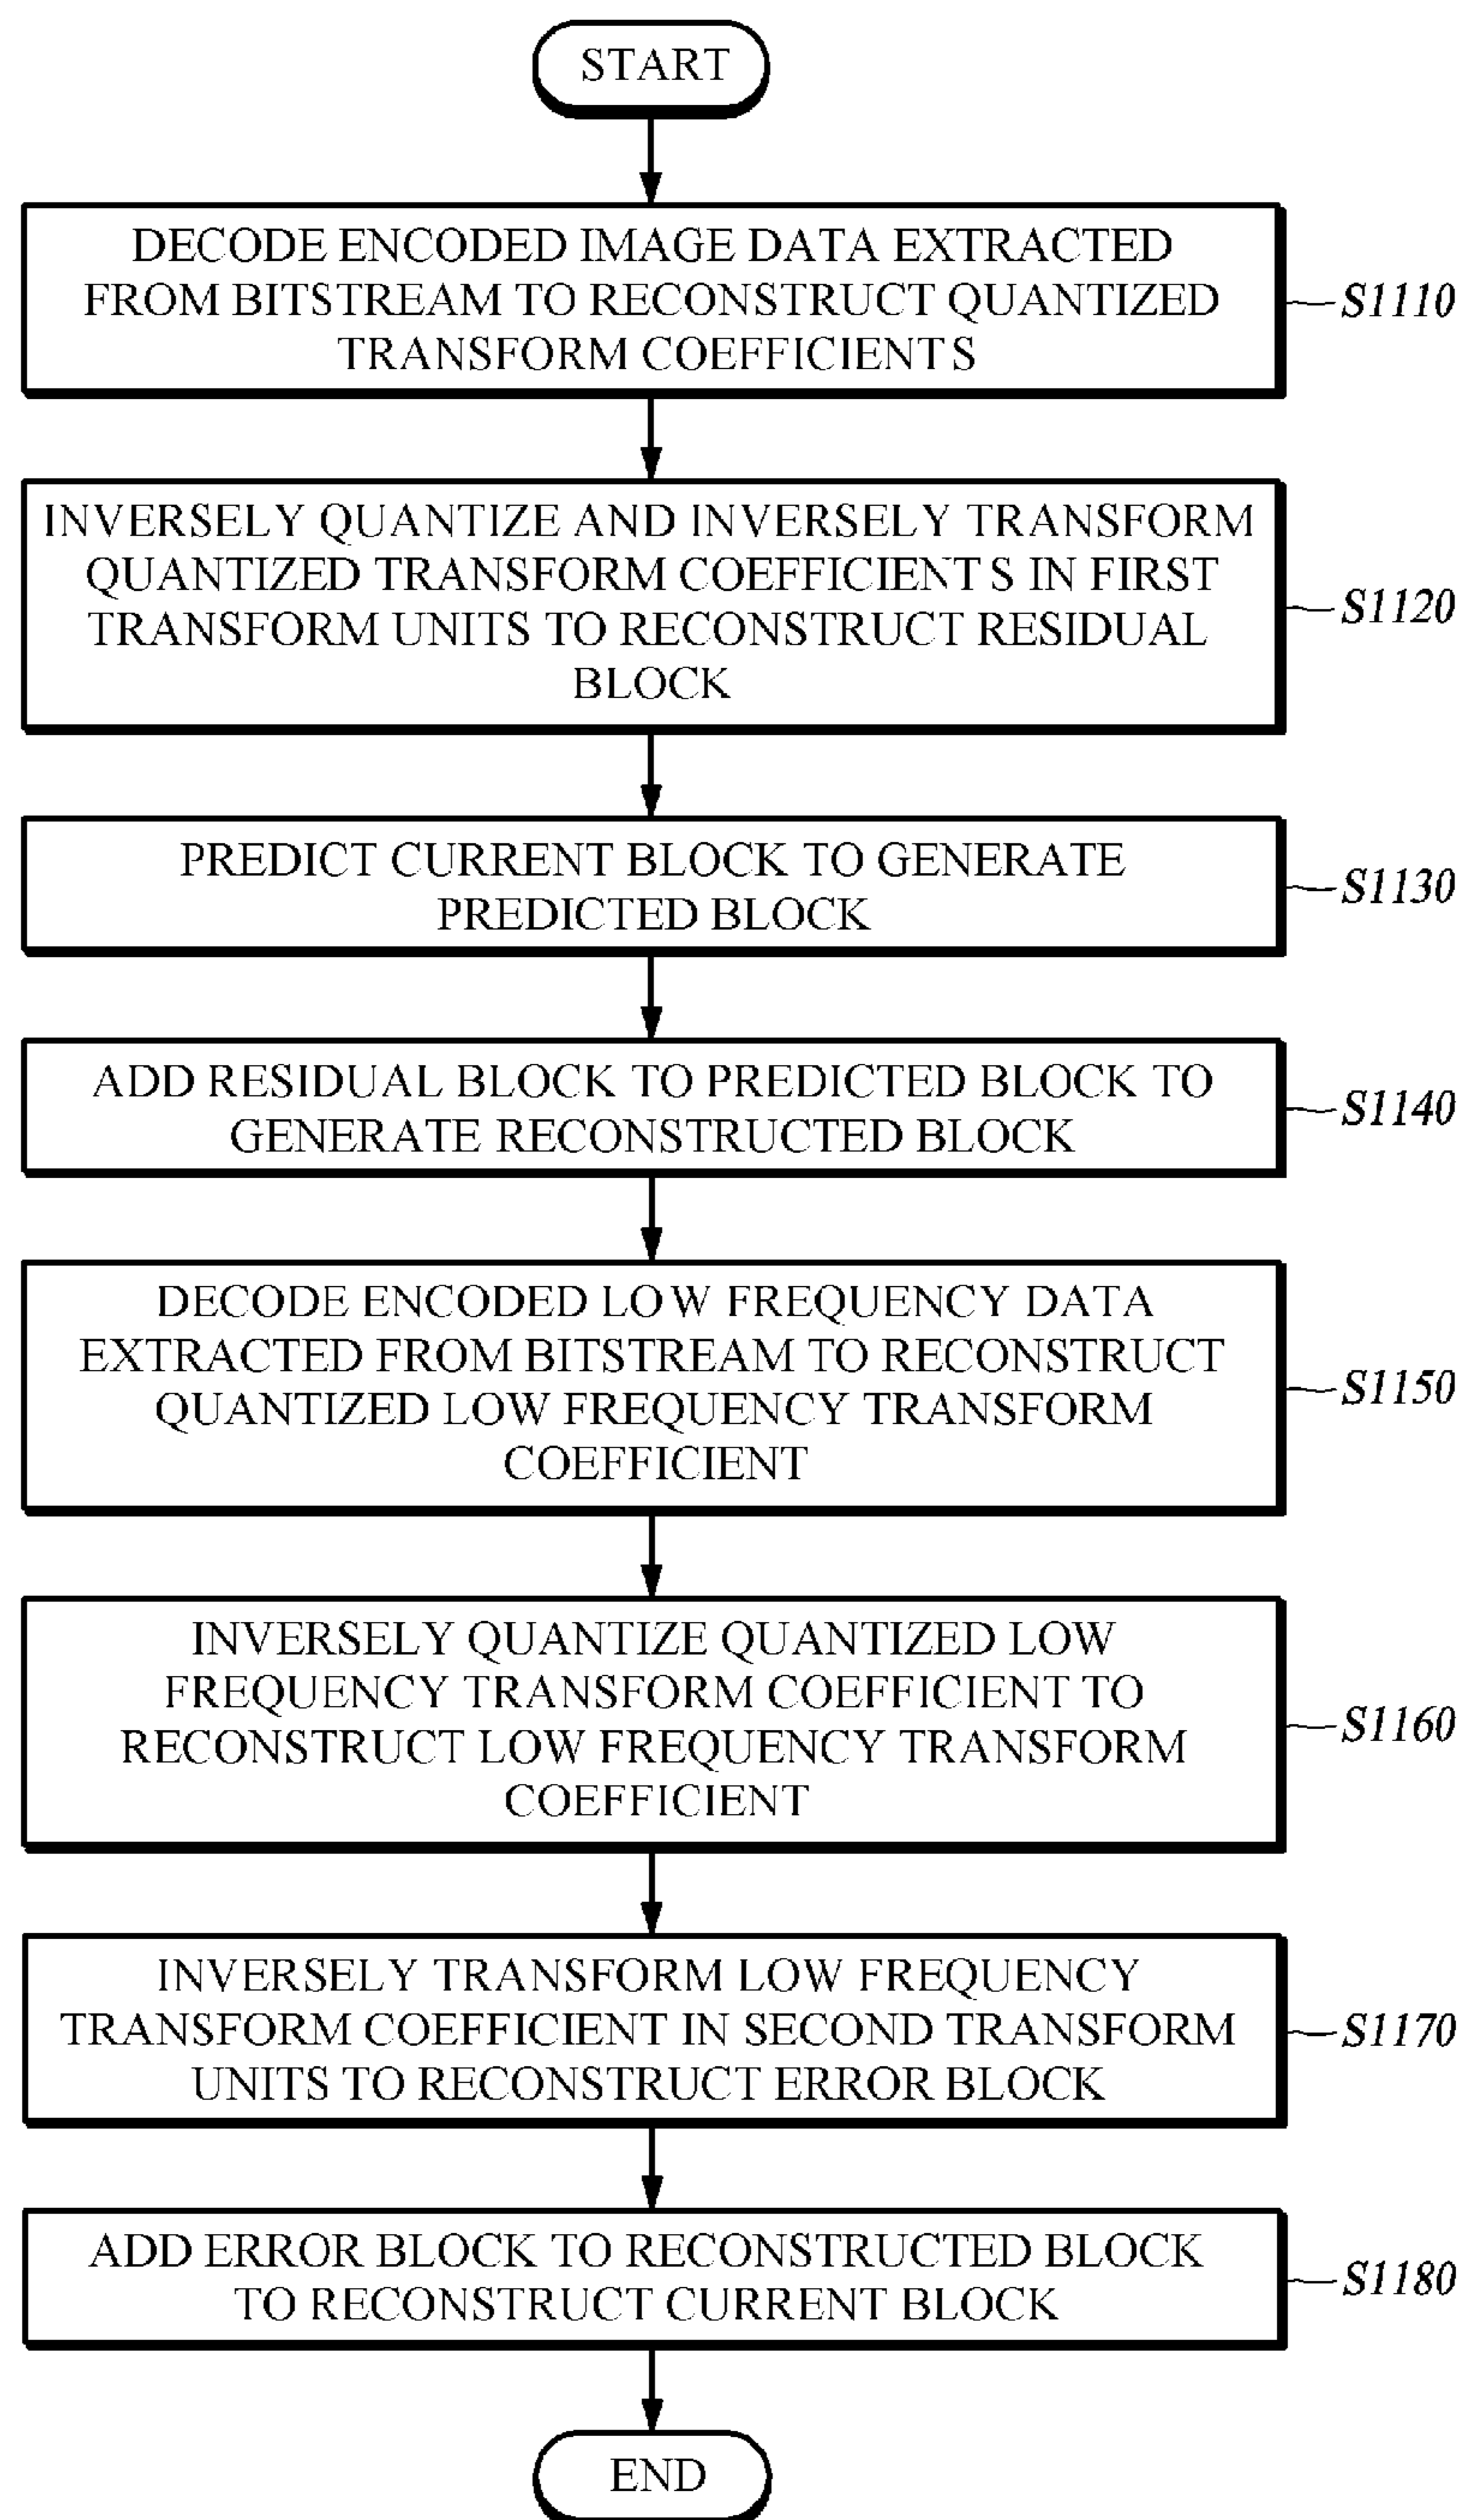 START
DECODE ENCODED IMAGE DATA EXTRACTED
FROM BITSTREAM TO RECONSTRUCT QUANTIZED
TRANSFORM COEFFICIENTS
S1110
INVERSELY QUANTIZE AND INVERSELY TRANSFORM
QUANTIZED TRANSFORM COEFFICIENTS IN FIRST
TRANSFORM UNITS TO RECONSTRUCT RESIDUAL
BLOCK
S1120
PREDICT CURRENT BLOCK TO GENERATE
PREDICTED BLOCK
S1130
ADD RESIDUAL BLOCK TO PREDICTED BLOCK TO
GENERATE RECONSTRUCTED BLOCK
S1140
DECODE ENCODED LOW FREQUENCY DATA
EXTRACTED FROM BITSTREAM TO RECONSTRUCT
QUANTIZED LOW FREQUENCY TRANSFORM
COEFFICIENT
S1150
INVERSELY QUANTIZE QUANTIZED LOW
FREQUENCY TRANSFORM COEFFICIENT TO
RECONSTRUCT LOW FREQUENCY TRANSFORM
COEFFICIENT
S1160
INVERSELY TRANSFORM LOW FREQUENCY
TRANSFORM COEFFICIENT IN SECOND TRANSFORM
UNITS TO RECONSTRUCT ERROR BLOCK
S1170
ADD ERROR BLOCK TO RECONSTRUCTED BLOCK
TO RECONSTRUCT CURRENT BLOCK
S1180
END